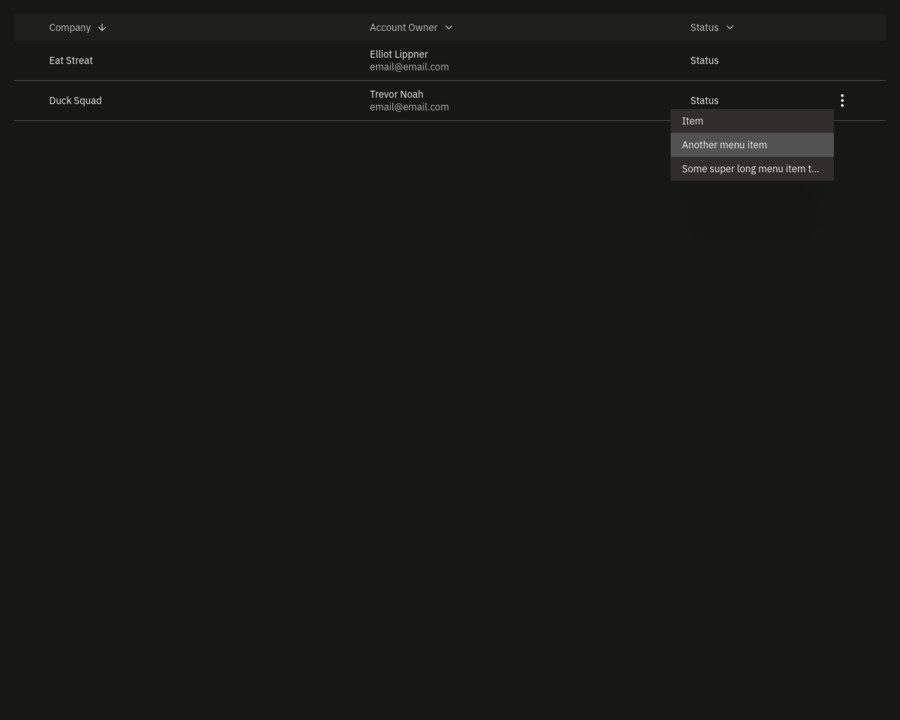 Company
Account Owner
Status
Eat Streat
Elliot Lippner
email@email.com
Status
Duck Squad
Trevor Noah
email@email.com
Status
Item
Another menu item
Some super long menu item t...